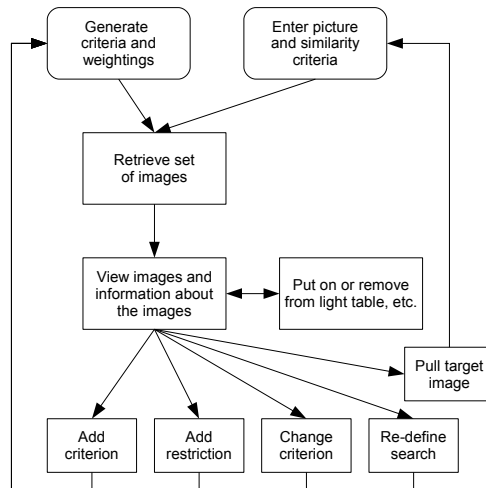 Generate
criteria and
weightings
Enter picture
and similarity
criteria
Retrieve set
of images
View images and
information about
the images
Put on or remove
from light table, etc.
Pull target
image
Add
criterion
Add
restriction
Change
criterion
Re-define
search